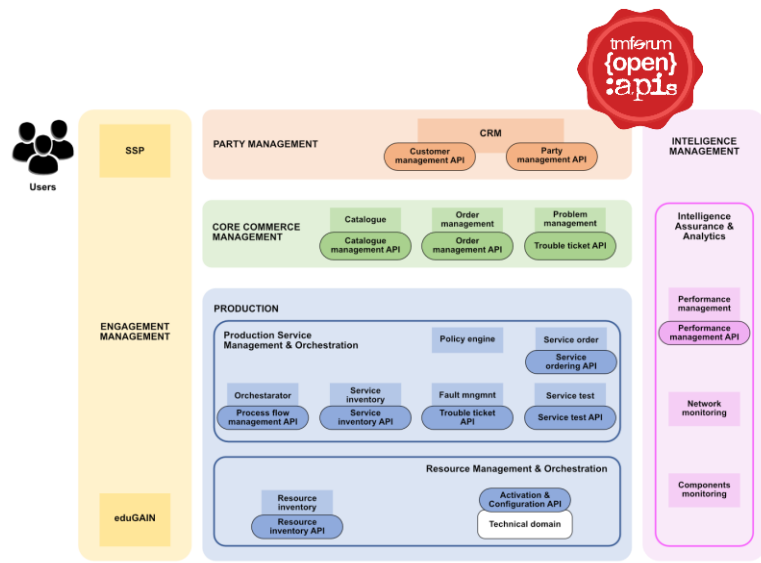 tmforum
{open}
:apis
Users
SSP
ENGAGEMENT
MANAGEMENT
eduGAIN
PARTY MANAGEMENT
CRM
Customer
management API
Party
management API
CORE COMMERCE
MANAGEMENT
Catalogue
Catalogue
management API
Order
management
Order
management API
Problem
management
Trouble ticket API
PRODUCTION
Production Service
Management & Orchestration
Policy engine
Service order
Service
ordering API
Orchestarator
Process flow
management API
Service
inventory
Service
inventory API
Fault mngmnt
Trouble ticket
API
Service test
Service test API
Resource Management & Orchestration
Resource
inventory
Resource
inventory API
Activation &
Configuration API
Technical domain
INTELIGENCE
MANAGEMENT
Intelligence
Assurance &
Analytics
Performance
management
Performance
management API
Network
monitoring
Components
monitoring